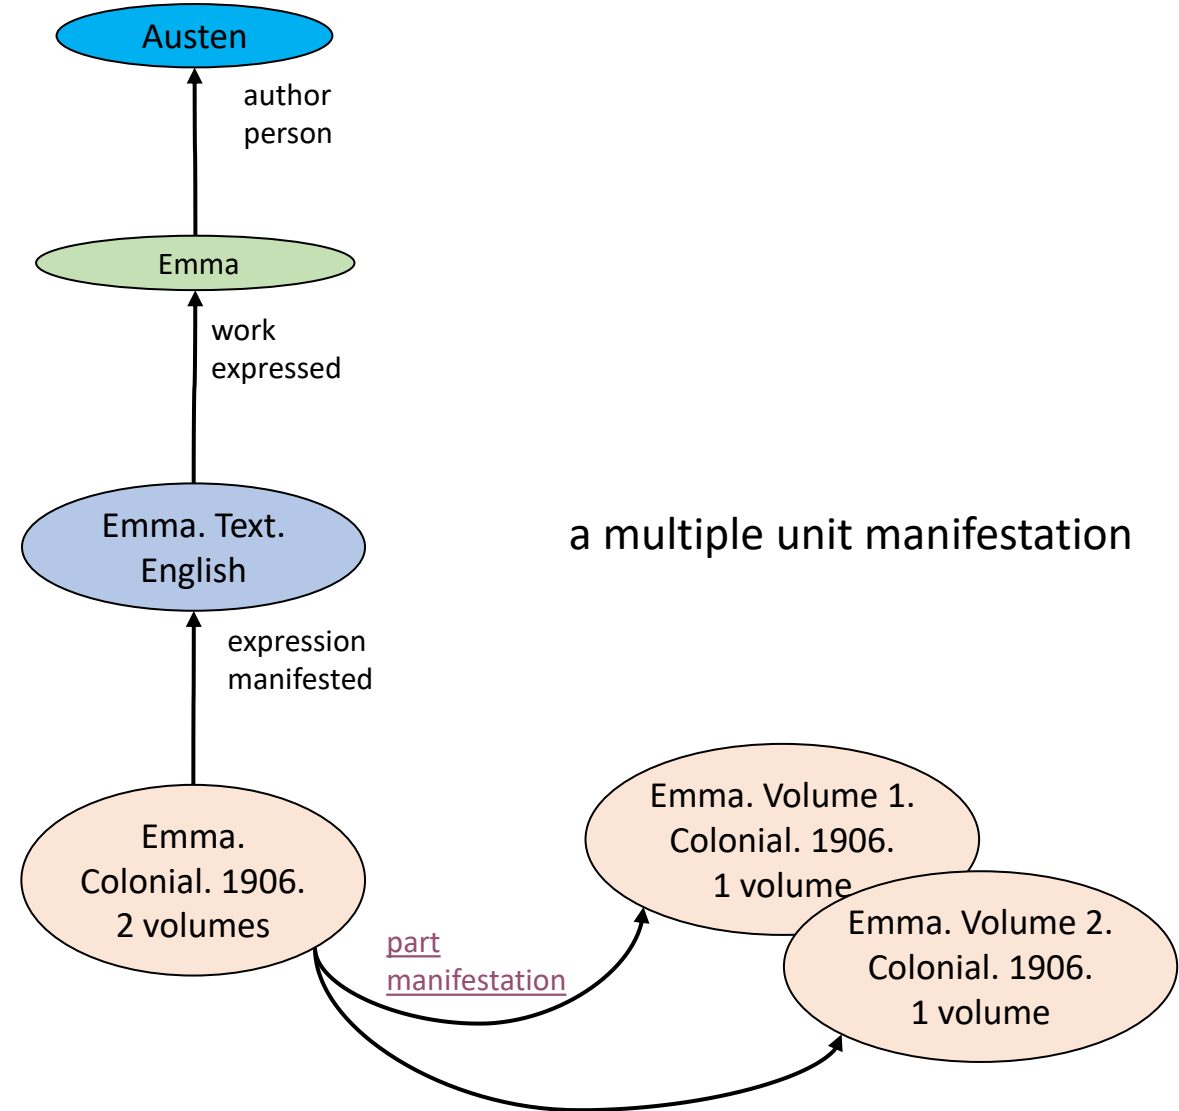 Austen
author
person
Emma
work
expressed
Emma. Text.
English
a multiple unit manifestation
expression
manifested
Emma.
Colonial. 1906.
2 volumes
part
manifestation
Emma. Volume 1.
Colonial. 1906.
1 volume
Emma. Volume 2.
Colonial. 1906.
1 volume